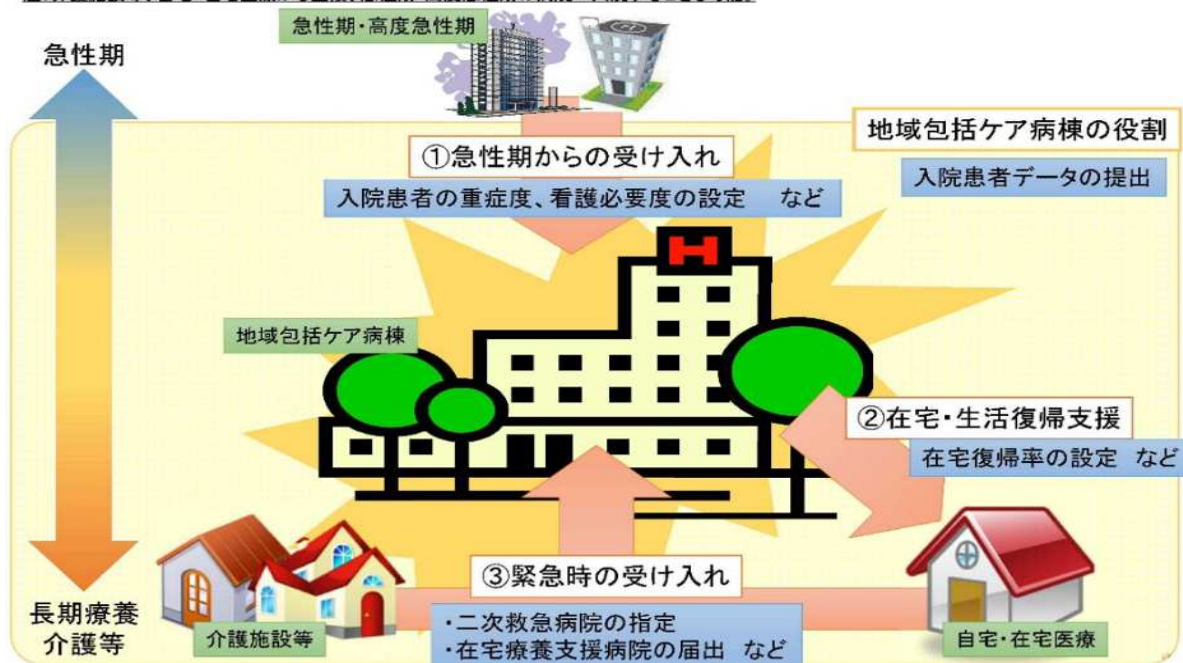 急性期・高度急性期
急性期
地域包括ケア病棟の役割
入院患者データの提出
①急性期からの受け入れ
入院患者の重症度、看護必要度の設定　など
H
地域包括ケア病棟
②在宅・生活復帰支援
在宅復帰率の設定　など
③緊急時の受け入れ
・二次救急病院の指定
・在宅療養支援病院の届出　など
長期療養
介護等
介護施設等
自宅・在宅医療